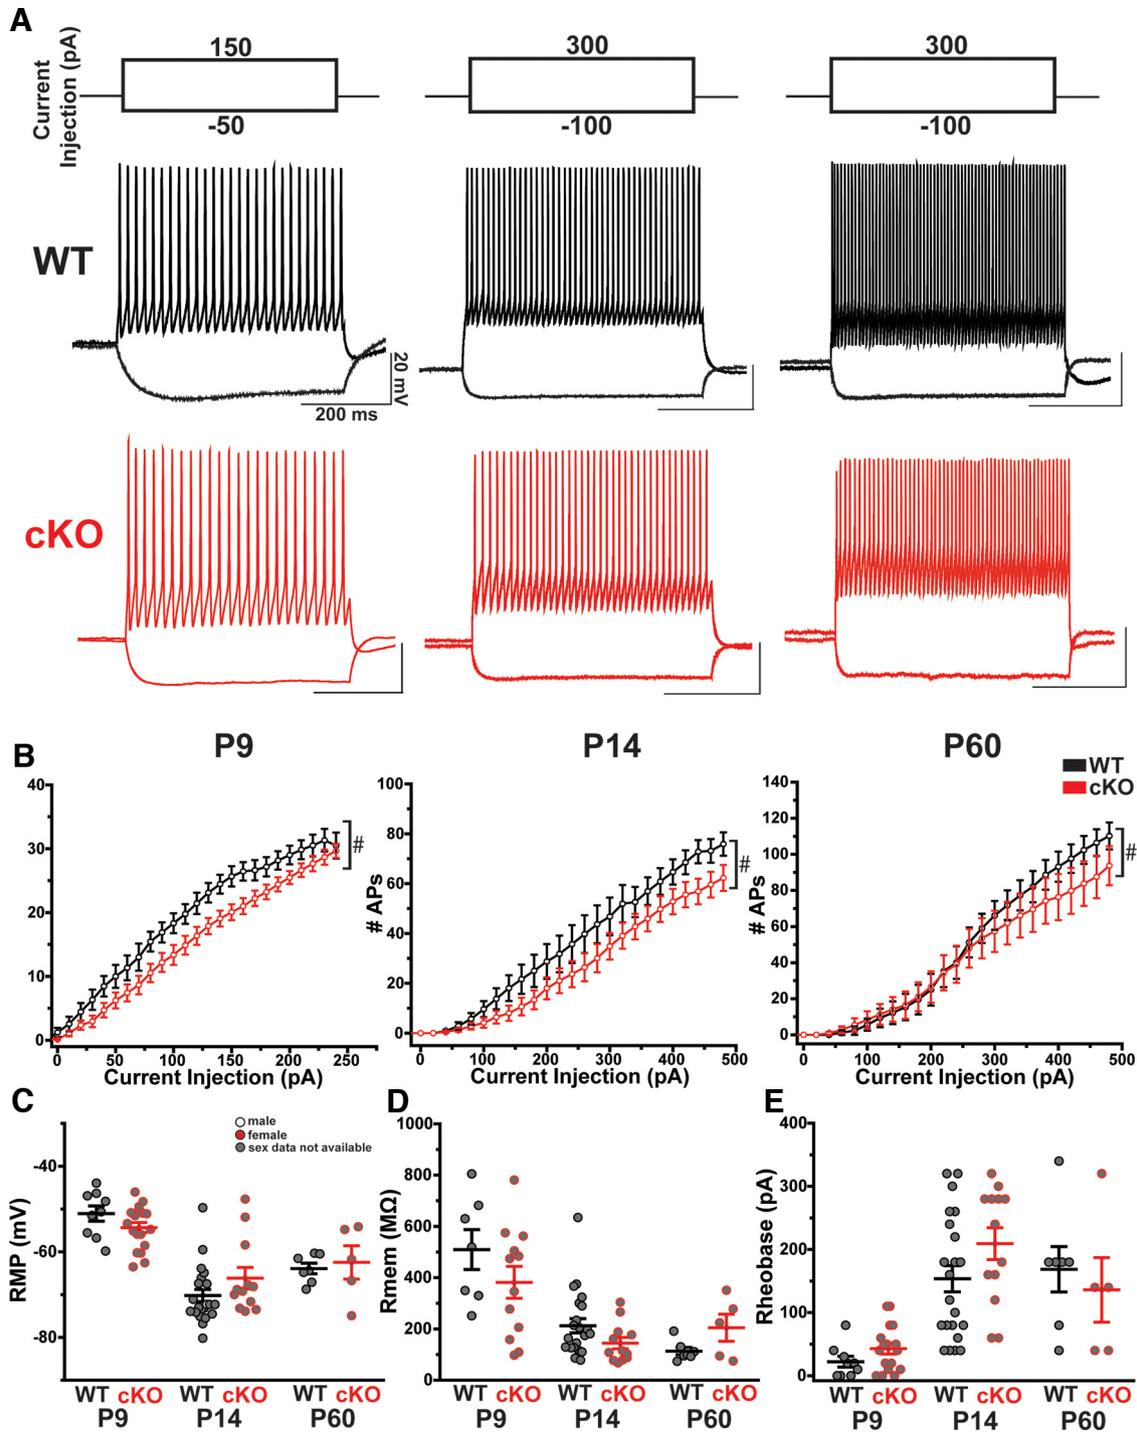 A
Current
Injection (pA)
150
-50
300
-100
300
-100
WT
20 mV
200 ms
cKO
B
P9
P14
P60
WT
cKO
40
30
20
10
0
0
50
100
150
200
250
Current Injection (pA)
#
# APs
100
80
60
40
20
0
100
200
300
400
500
Current Injection (pA)
#
# APs
140
120
100
80
60
40
20
0
0
100
200
300
400
500
Current Injection (pA)
#
C
RMP (mV)
-40
-60
-80
male
female
sex data not available
WT cKO WT cKO WT cKO
P9 P14 P60
D
Rmem (MΩ)
1000
800
600
400
200
0
WT cKO WT cKO WT cKO
P9 P14 P60
E
Rheobase (pA)
400
300
200
100
0
WT cKO WT cKO WT cKO
P9 P14 P60